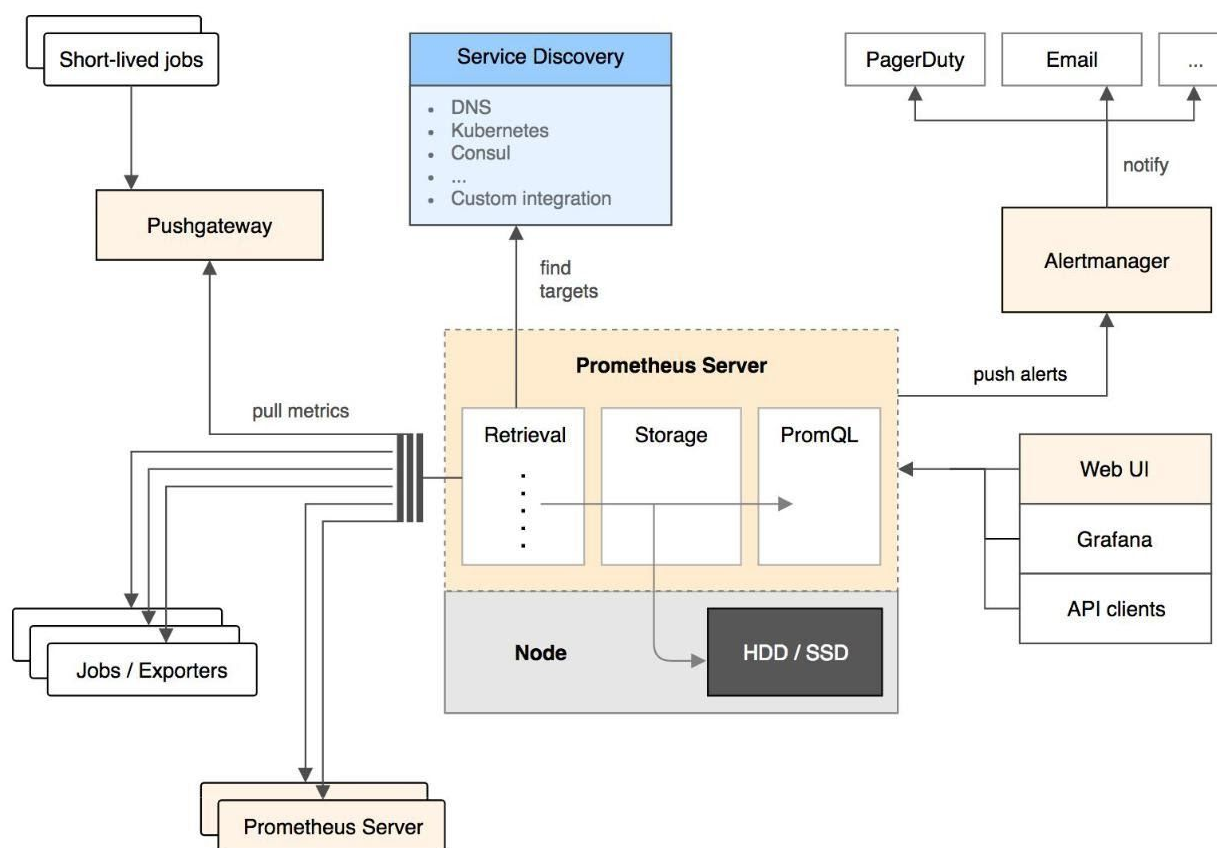 Short-lived jobs
Service Discovery
• DNS
• Kubernetes
• Consul
• ...
• Custom integration
PagerDuty
Email
...
notify
Pushgateway
Alertmanager
find
targets
Prometheus Server
push alerts
pull metrics
Retrieval
Storage
PromQL
Web UI
Grafana
API clients
Node
HDD / SSD
Jobs / Exporters
Prometheus Server